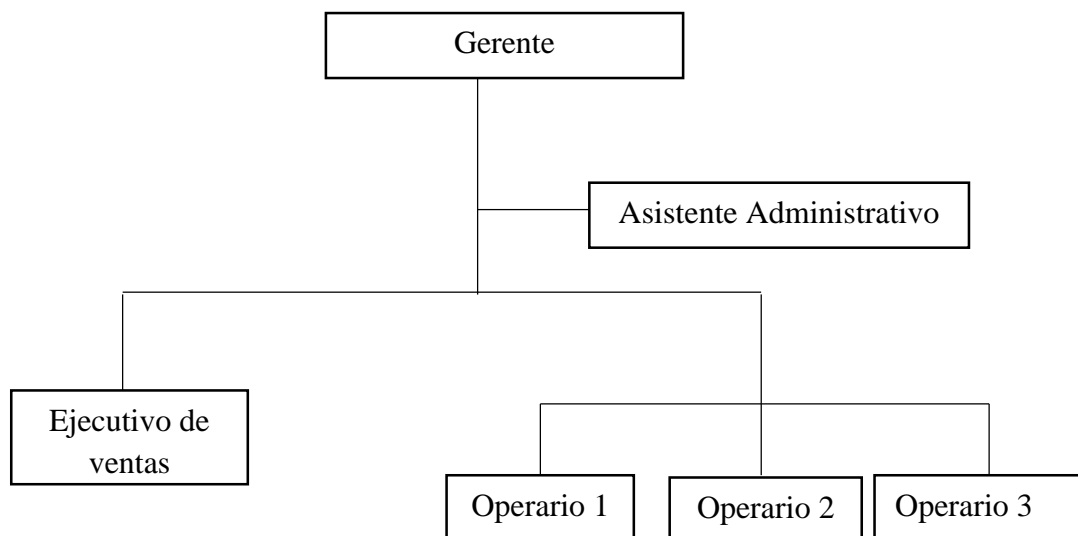 Gerente
Asistente Administrativo
Ejecutivo de
ventas
Operario 1
Operario 2
Operario 3